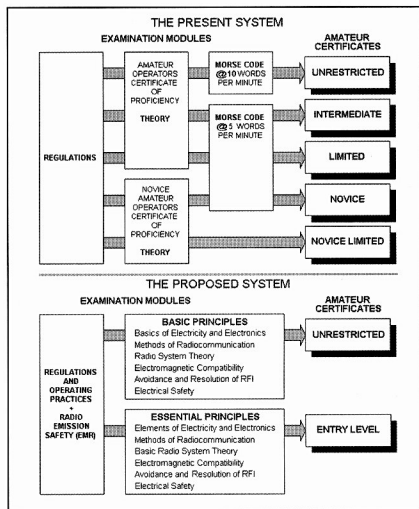 THE PRESENT SYSTEM
EXAMINATION MODULES
AMATEUR
CERTIFICATES
REGULATIONS
AMATEUR
OPERATORS
CERTIFICATE
OF
PROFICIENCY
THEORY
MORSE CODE
@10 WORDS
PER MINUTE
UNRESTRICTED
MORSE CODE
@5 WORDS
PER MINUTE
INTERMEDIATE
LIMITED
NOVICE
AMATEUR
OPERATORS
CERTIFICATE
OF
PROFICIENCY
THEORY
NOVICE
NOVICE LIMITED
THE PROPOSED SYSTEM
EXAMINATION MODULES
AMATEUR
CERTIFICATES
REGULATIONS
AND
OPERATING
PRACTICES
+
RADIO
EMISSION
SAFETY (EMR)
BASIC PRINCIPLES
Basics of Electricity and Electronics
Methods of Radiocommunication
Radio System Theory
Electromagnetic Compatibility
Avoidance and Resolution of RFI
Electrical Safety
UNRESTRICTED
ESSENTIAL PRINCIPLES
Elements of Electricity and Electronics
Methods of Radiocommunication
Basic Radio System Theory
Electromagnetic Compatibility
Avoidance and Resolution of RFI
Electrical Safety
ENTRY LEVEL